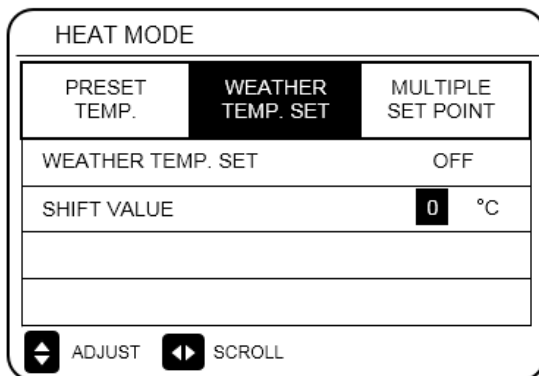 HEAT MODE
PRESET TEMP.
WEATHER TEMP. SET
MULTIPLE SET POINT
WEATHER TEMP. SET OFF
SHIFT VALUE 0 °C
ADJUST SCROLL